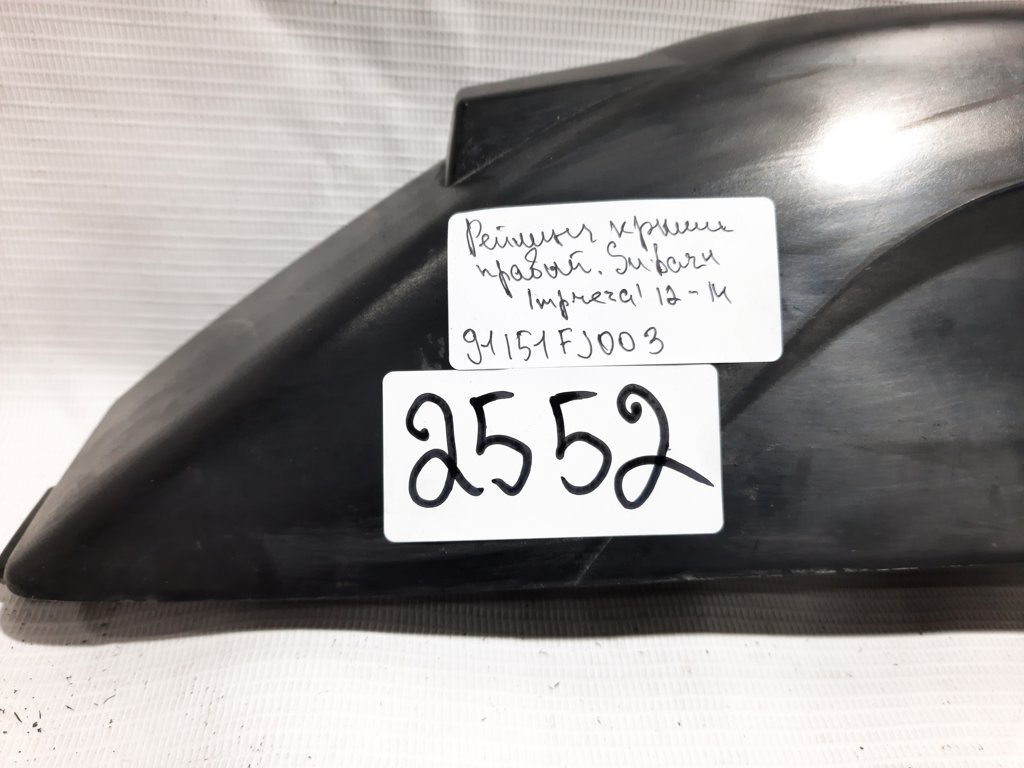 Рейлинг крыши
правый. Subaru
Impreza' 12-14
91151FJ003
2552